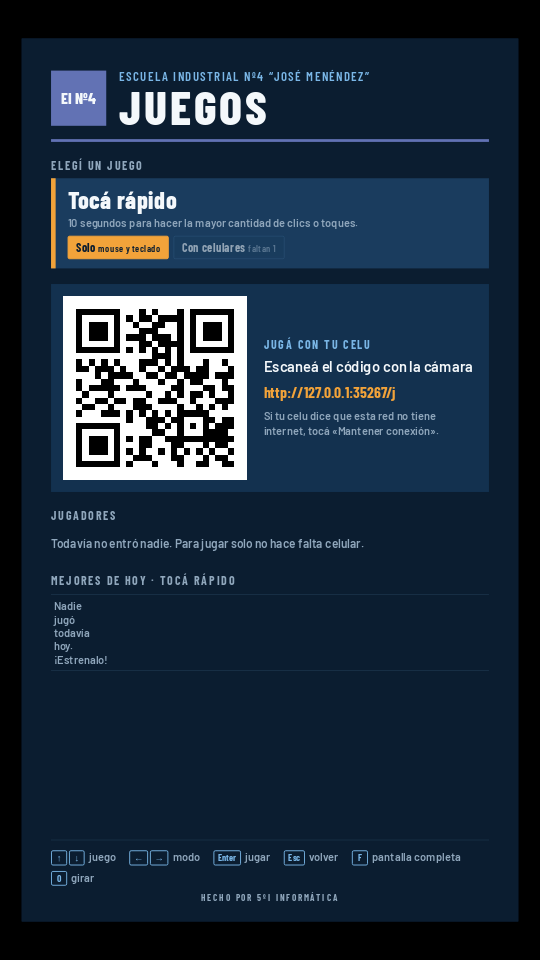 EI Nº4
ESCUELA INDUSTRIAL Nº4 “JOSÉ MENÉNDEZ”
JUEGOS
ELEGÍ UN JUEGO
Tocá rápido
10 segundos para hacer la mayor cantidad de clics o toques.
Solo mouse y teclado Con celulares faltan 1
JUGÁ CON TU CELU
Escaneá el código con la cámara
http://127.0.0.1:35267/j
Si tu celu dice que esta red no tiene
internet, tocá «Mantener conexión».
JUGADORES
Todavía no entró nadie. Para jugar solo no hace falta celular.
MEJORES DE HOY · TOCÁ RÁPIDO
Nadie
jugó
todavía
hoy.
¡Estrenalo!
↑ ↓ juego ← → modo Enter jugar Esc volver F pantalla completa
0 girar
HECHO POR 5º1 INFORMÁTICA